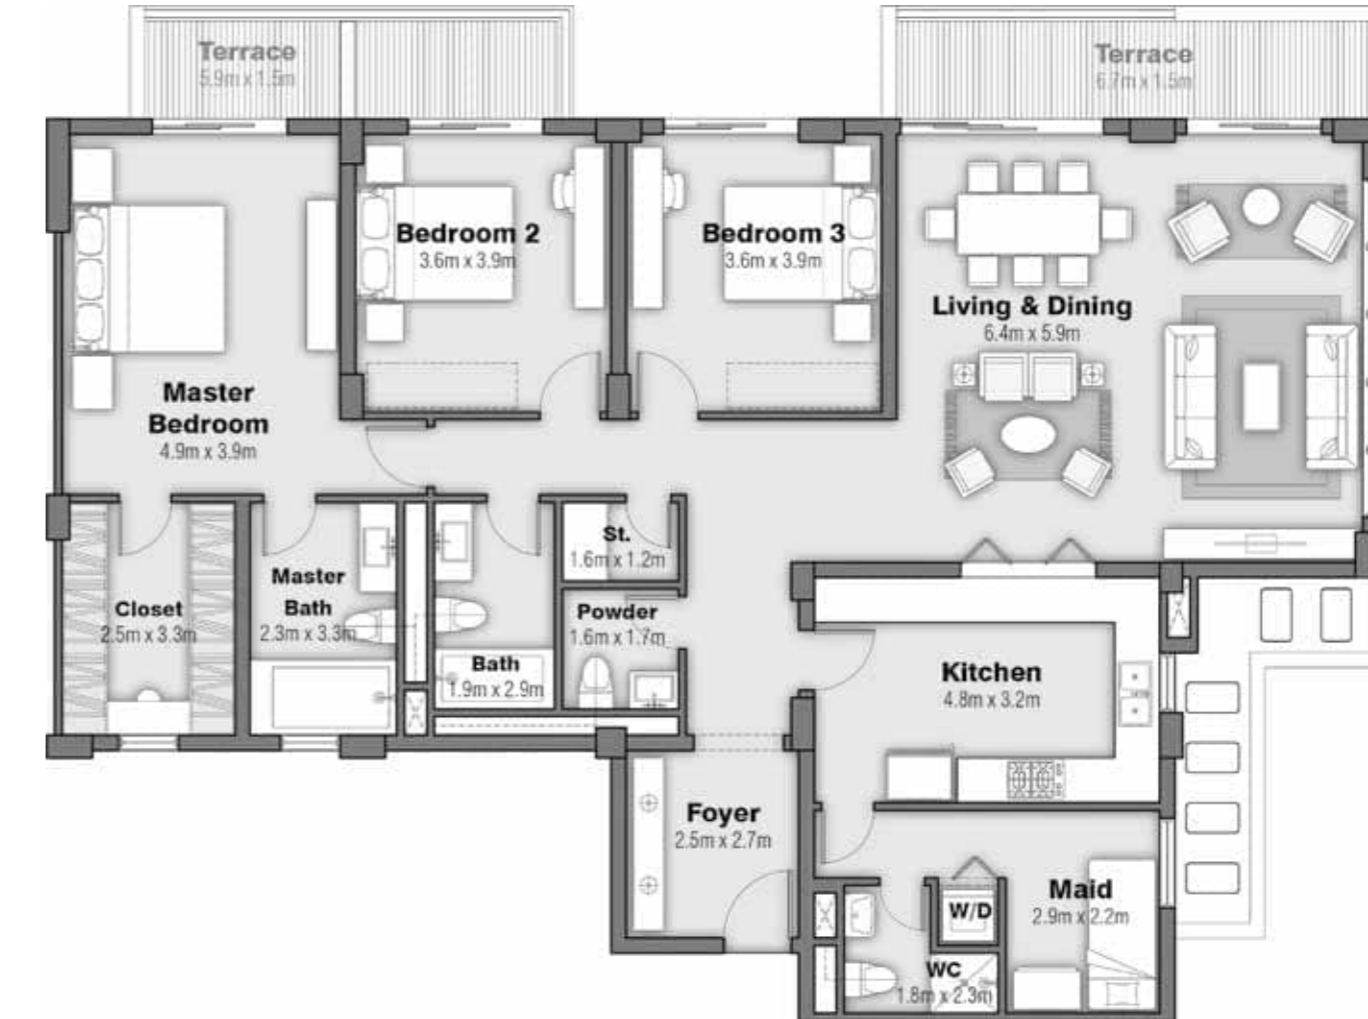 Terrace
5.9m x 1.5m
Terrace
6.7m x 1.5m
Bedroom 2
3.6m x 3.9m
Bedroom 3
3.6m x 3.9m
Living & Dining
6.4m x 5.9m
Master
Bedroom
4.9m x 3.9m
St.
1.6m x 1.2m
Master
Bath
2.3m x 3.3m
Closet
2.5m x 3.3m
Powder
1.6m x 1.7m
Bath
1.9m x 2.9m
Kitchen
4.8m x 3.2m
Foyer
2.5m x 2.7m
Maid
2.9m x 2.2m
W/D
WC
1.8m x 2.3m